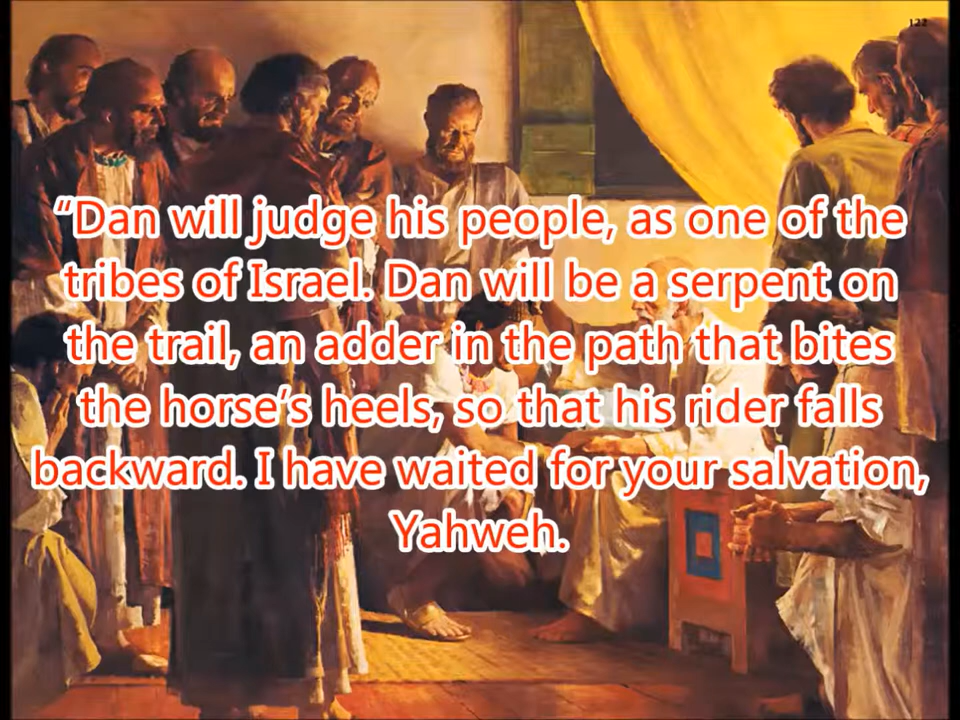 122
“Dan will judge his people, as one of the
tribes of Israel. Dan will be a serpent on
the trail, an adder in the path that bites
the horse’s heels, so that his rider falls
backward. I have waited for your salvation,
Yahweh.